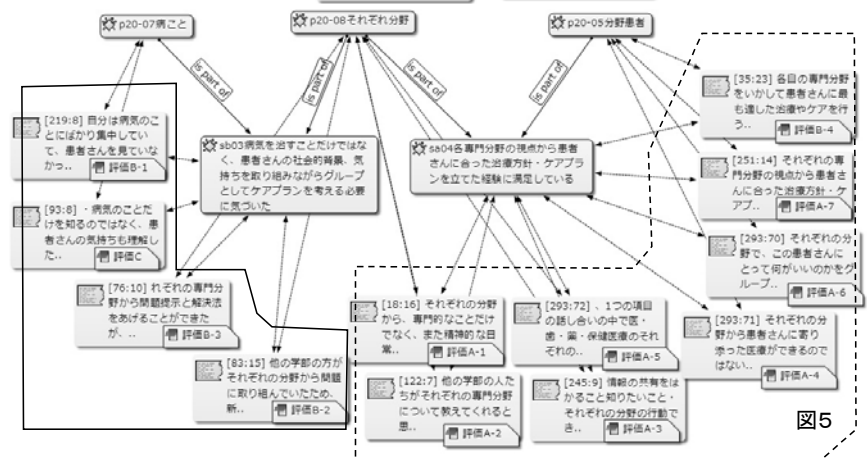 p20-07病こと
p20-08それぞれ分野
p20-05分野患者
is part of
is part of
is part of
is part of
[219:8] 自分は病気のこ
とにばかり集中してい
て、患者さんを見ていな
かっ..
評価B-1
sb03病気を治すことだけではな
く、患者さんの社会的背景、気
持ちを取り組みながらグループ
としてケアプランを考える必要
に気づいた
sa04各専門分野の視点から患者
さんに合った治療方針・ケアプラ
ンを立てた経験に満足している
[35:23] 各自の専門分野
をいかして患者さんに最
も適した治療やケアを行
う..
評価B-4
[251:14] それぞれの専
門分野の視点から患者さ
んに合った治療方針・ケ
アプ..
評価A-7
[93:8] ・病気のことだ
けを知るのではなく、患
者さんの気持ちも理解し
た..
評価C
[293:70] それぞれの分
野で、この患者さんに
とって何がいいのかをグ
ループ..
評価A-6
[76:10] れぞれの専門分
野から問題提示と解決法
をあげることができた
が、..
評価B-3
[18:16] それぞれの分野
から、専門的なことだけ
でなく、また精神的な日
常..
評価A-1
[293:72] 、1つの項目
の話し合いの中で医・
歯・薬・保健医療のそれ
ぞれの..
評価A-5
[293:71] それぞれの分
野から患者さんに寄り
添った医療ができるので
はない..
評価A-4
[83:15] 他の学部の方が
それぞれの分野から問題
に取り組んでいたため、
新..
評価B-2
[122:7] 他の学部の人た
ちがそれぞれの専門分野
について教えてくれると
思..
評価A-2
[245:9] 情報の共有をは
かること知りたいこと・
それぞれの分野の行動で
き..
評価A-3
図5